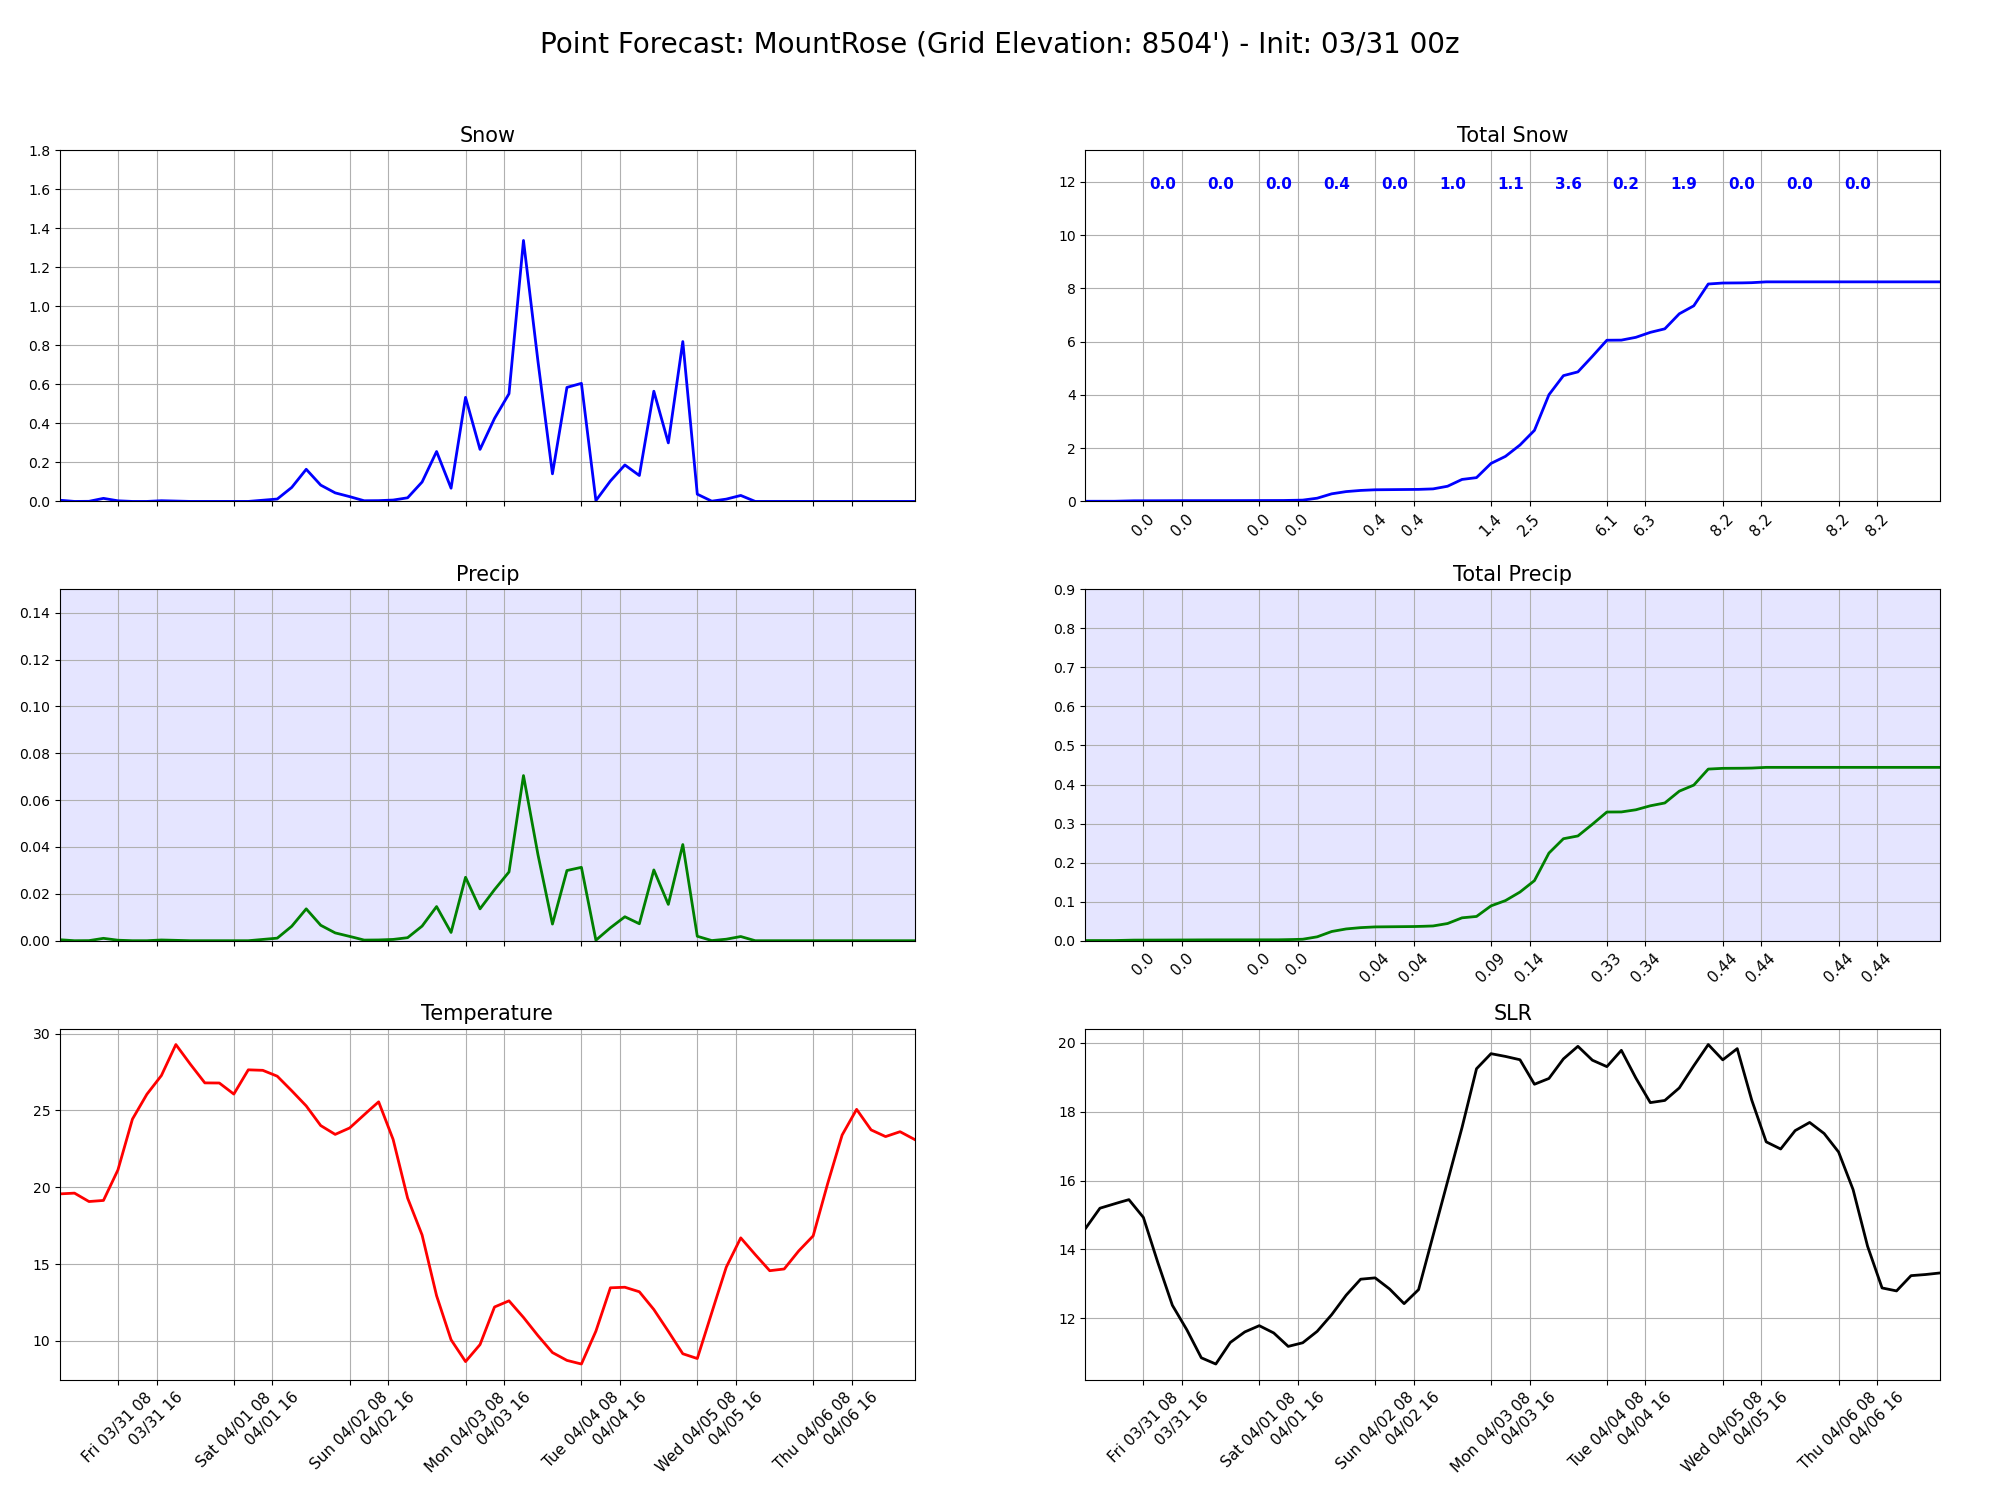 Point Forecast: MountRose (Grid Elevation: 8504') - Init: 03/31 00z
Snow
1.8
1.6
1.4
1.2
1.0
0.8
0.6
0.4
0.2
0.0
Total Snow
12
10
8
6
4
2
0
0.0 0.0 0.0 0.4 0.0 1.0 1.1 3.6 0.2 1.9 0.0 0.0 0.0
0.0 0.0 0.0 0.0 0.4 0.4 1.4 2.5 6.1 6.3 8.2 8.2 8.2 8.2
Precip
0.14
0.12
0.10
0.08
0.06
0.04
0.02
0.00
Total Precip
0.9
0.8
0.7
0.6
0.5
0.4
0.3
0.2
0.1
0.0
0.0 0.0 0.0 0.0 0.04 0.04 0.09 0.14 0.33 0.34 0.44 0.44 0.44 0.44
Temperature
30
25
20
15
10
Fri 03/31 08
03/31 16
Sat 04/01 08
04/01 16
Sun 04/02 08
04/02 16
Mon 04/03 08
04/03 16
Tue 04/04 08
04/04 16
Wed 04/05 08
04/05 16
Thu 04/06 08
04/06 16
SLR
20
18
16
14
12
Fri 03/31 08
03/31 16
Sat 04/01 08
04/01 16
Sun 04/02 08
04/02 16
Mon 04/03 08
04/03 16
Tue 04/04 08
04/04 16
Wed 04/05 08
04/05 16
Thu 04/06 08
04/06 16